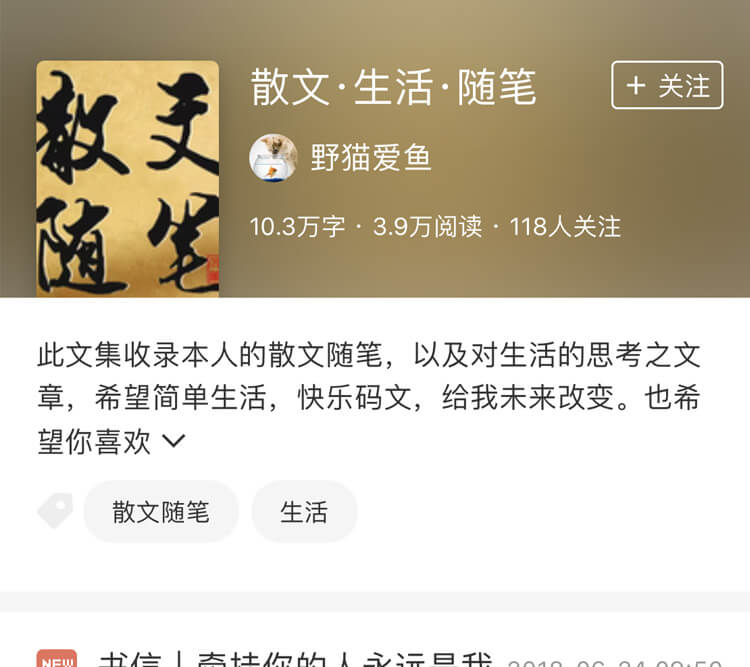 散文
随笔
散文·生活·随笔
+ 关注
野猫爱鱼
10.3万字 · 3.9万阅读 · 118人关注
此文集收录本人的散文随笔，以及对生活的思考之文
章，希望简单生活，快乐码文，给我未来改变。也希
望你喜欢
散文随笔
生活
NEW 书信丨牵挂你的人永远是我 2018-06-24 09:50